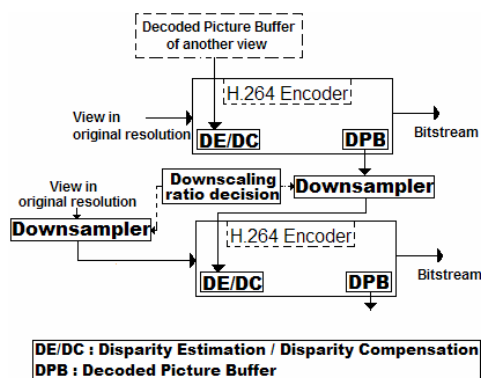 Decoded Picture Buffer
of another view
H.264 Encoder
View in
original resolution
DE/DC
DPB
Bitstream
Downscaling
ratio decision
Downsampler
View in
original resolution
Downsampler
H.264 Encoder
DE/DC
DPB
Bitstream
DE/DC : Disparity Estimation / Disparity Compensation
DPB : Decoded Picture Buffer